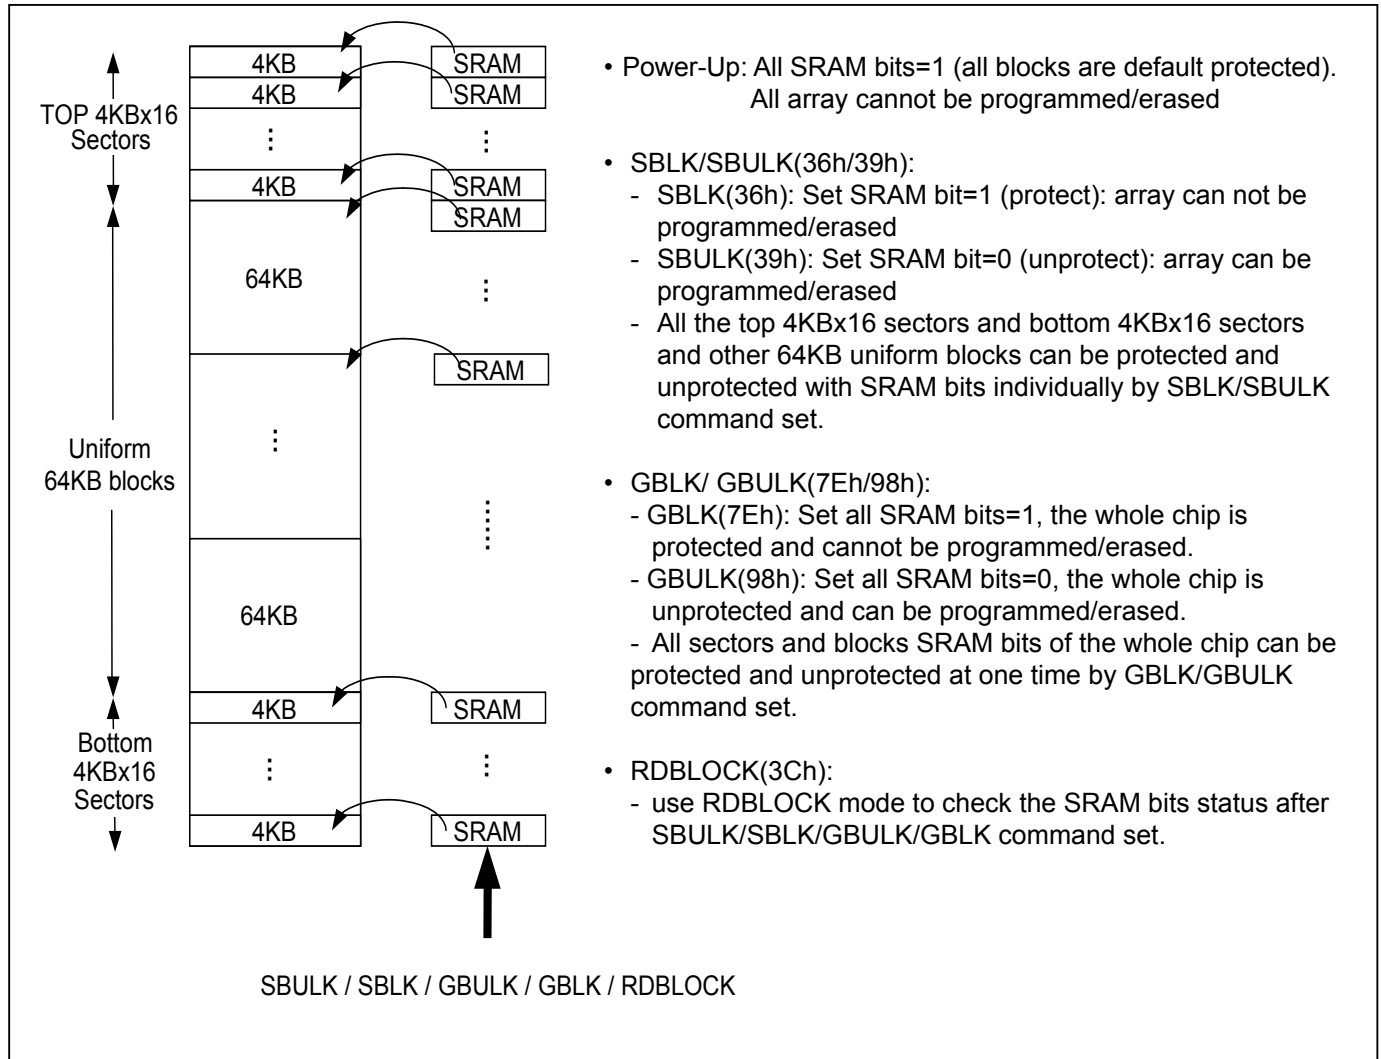 4KB
SRAM
4KB
SRAM
TOP 4KBx16
Sectors
⋮
⋮
4KB
SRAM
SRAM
64KB
⋮
SRAM
Uniform
64KB blocks
⋮
64KB
4KB
SRAM
Bottom
4KBx16
Sectors
⋮
⋮
4KB
SRAM
SBULK / SBLK / GBULK / GBLK / RDBLOCK
• Power-Up: All SRAM bits=1 (all blocks are default protected).
All array cannot be programmed/erased
• SBLK/SBULK(36h/39h):
- SBLK(36h): Set SRAM bit=1 (protect): array can not be
programmed/erased
- SBULK(39h): Set SRAM bit=0 (unprotect): array can be
programmed/erased
- All the top 4KBx16 sectors and bottom 4KBx16 sectors
and other 64KB uniform blocks can be protected and
unprotected with SRAM bits individually by SBLK/SBULK
command set.
• GBLK/ GBULK(7Eh/98h):
- GBLK(7Eh): Set all SRAM bits=1, the whole chip is
protected and cannot be programmed/erased.
- GBULK(98h): Set all SRAM bits=0, the whole chip is
unprotected and can be programmed/erased.
- All sectors and blocks SRAM bits of the whole chip can be
protected and unprotected at one time by GBLK/GBULK
command set.
• RDBLOCK(3Ch):
- use RDBLOCK mode to check the SRAM bits status after
SBULK/SBLK/GBULK/GBLK command set.